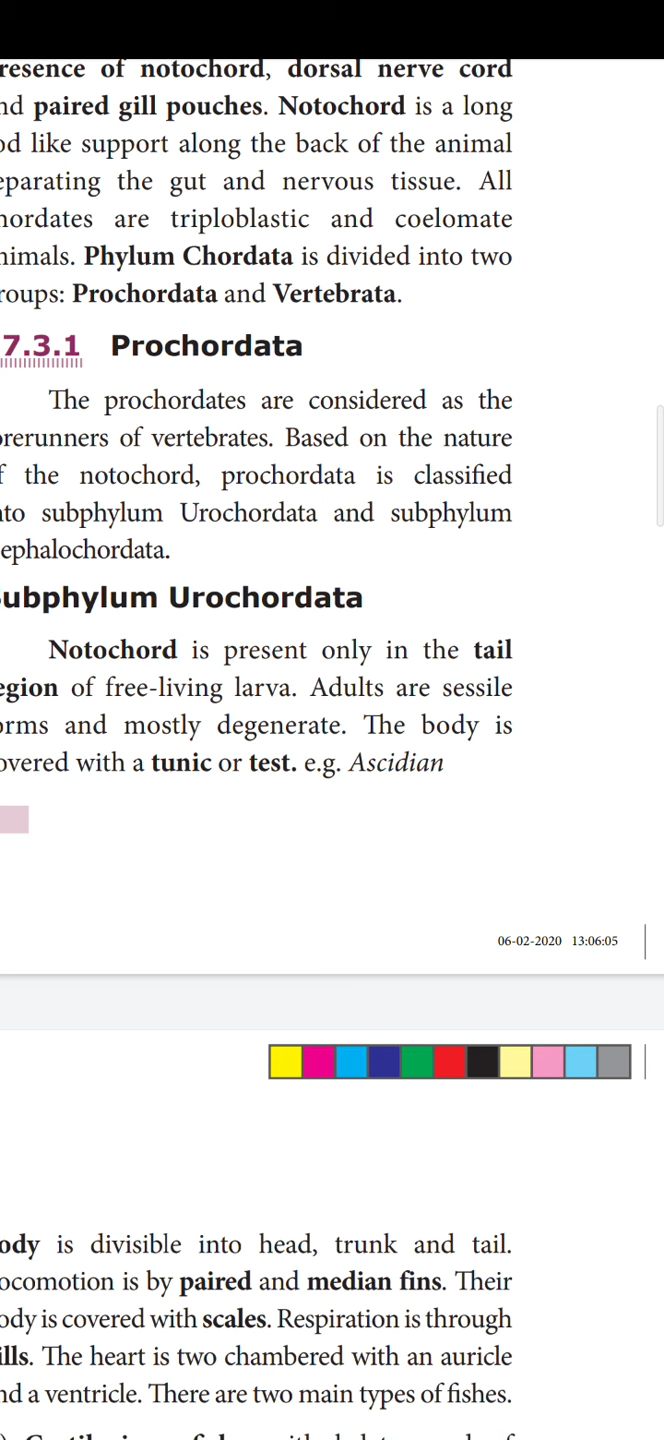 resence of notochord, dorsal nerve cord
nd paired gill pouches. Notochord is a long
od like support along the back of the animal
eparating the gut and nervous tissue. All
hordates are triploblastic and coelomate
nimals. Phylum Chordata is divided into two
roups: Prochordata and Vertebrata.
7.3.1 Prochordata
The prochordates are considered as the
orerunners of vertebrates. Based on the nature
f the notochord, prochordata is classified
nto subphylum Urochordata and subphylum
ephalochordata.
ubphylum Urochordata
Notochord is present only in the tail
egion of free-living larva. Adults are sessile
orms and mostly degenerate. The body is
overed with a tunic or test. e.g. Ascidian
06-02-2020 13:06:05
ody is divisible into head, trunk and tail.
ocomotion is by paired and median fins. Their
ody is covered with scales. Respiration is through
ills. The heart is two chambered with an auricle
nd a ventricle. There are two main types of fishes.